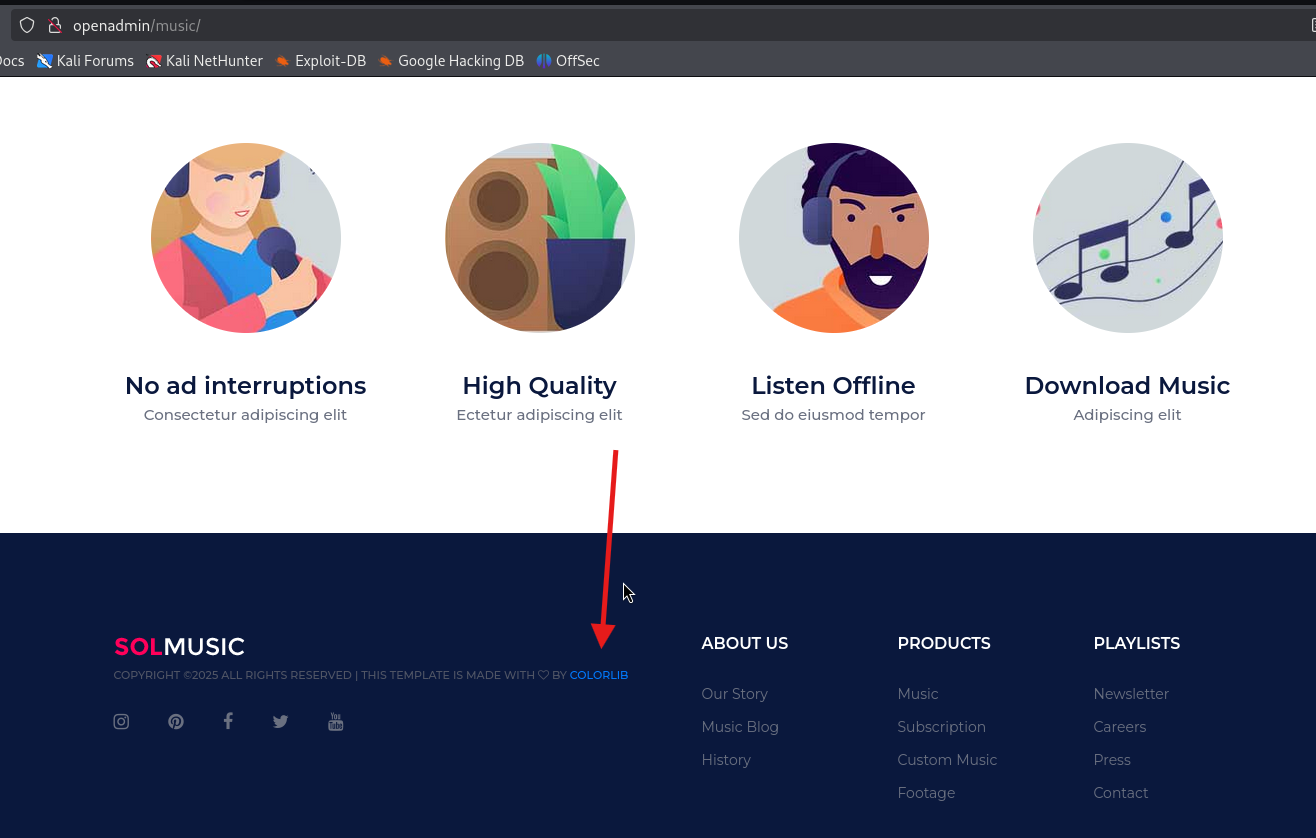 openadmin/music/
Docs Kali Forums Kali NetHunter Exploit-DB Google Hacking DB OffSec
No ad interruptions
Consectetur adipiscing elit
High Quality
Ectetur adipiscing elit
Listen Offline
Sed do eiusmod tempor
Download Music
Adipiscing elit
SOLMUSIC
COPYRIGHT ©2025 ALL RIGHTS RESERVED | THIS TEMPLATE IS MADE WITH ♡ BY COLORLIB
You
Tube
ABOUT US
Our Story
Music Blog
History
PRODUCTS
Music
Subscription
Custom Music
Footage
PLAYLISTS
Newsletter
Careers
Press
Contact